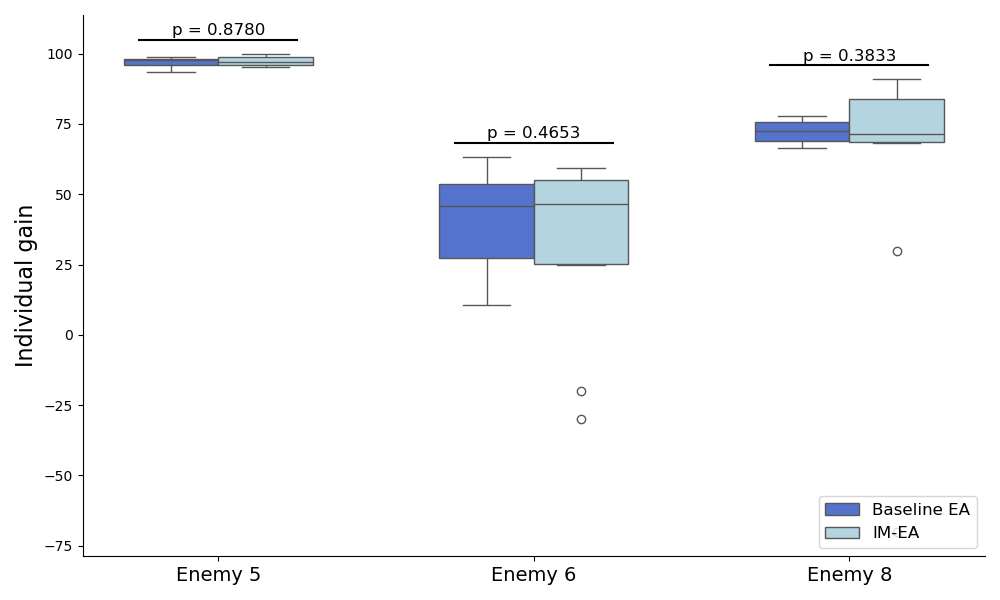 p = 0.8780
p = 0.3833
p = 0.4653
Individual gain
100
75
50
25
0
−25
−50
−75
Enemy 5
Enemy 6
Enemy 8
Baseline EA
IM-EA